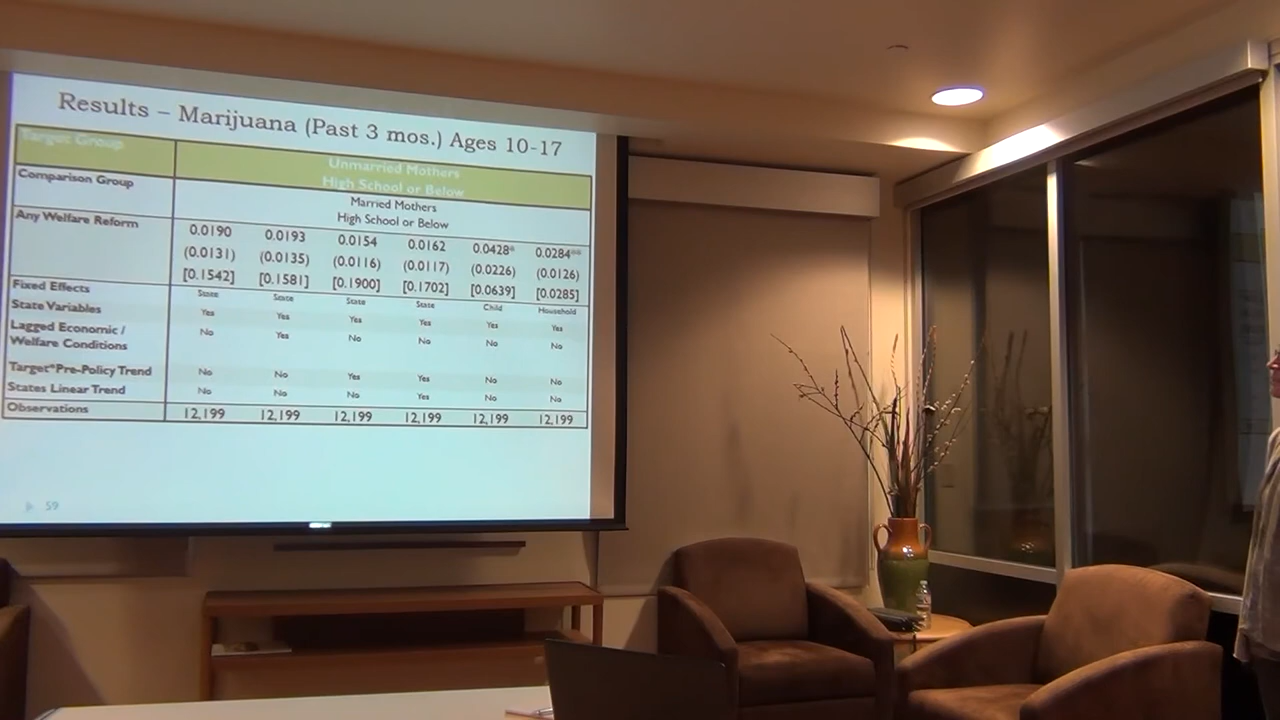 Results – Marijuana (Past 3 mos.) Ages 10-17
Target Group
Unmarried Mothers
High School or Below
Comparison Group
Married Mothers
High School or Below
Any Welfare Reform
0.0190 0.0193 0.0154 0.0162 0.0428* 0.0284**
(0.0131) (0.0135) (0.0116) (0.0117) (0.0226) (0.0126)
[0.1542] [0.1581] [0.1900] [0.1702] [0.0639] [0.0285]
Fixed Effects State State State State Child Household
State Variables Yes Yes Yes Yes Yes Yes
Lagged Economic /
Welfare Conditions No Yes No No No No
Target*Pre-Policy Trend No No Yes Yes No No
States Linear Trend No No No Yes No No
Observations 12,199 12,199 12,199 12,199 12,199 12,199
59